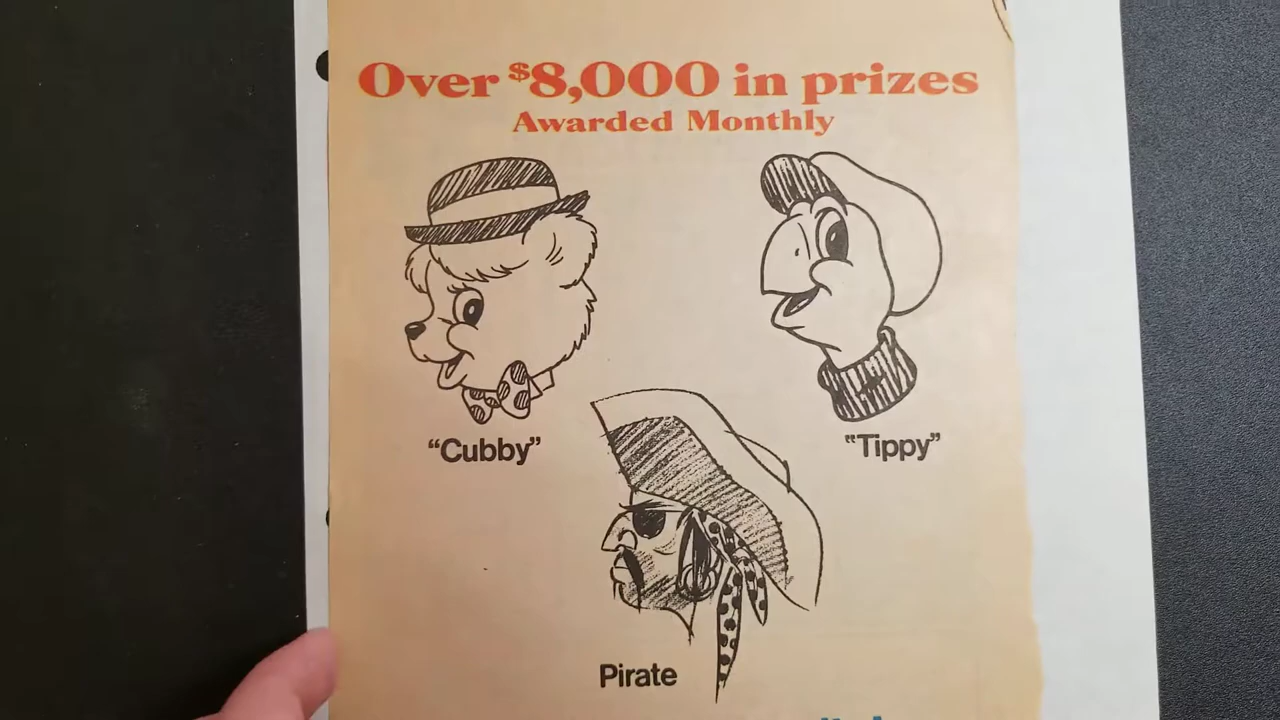 Over $8,000 in prizes
Awarded Monthly
“Cubby”
“Tippy”
Pirate